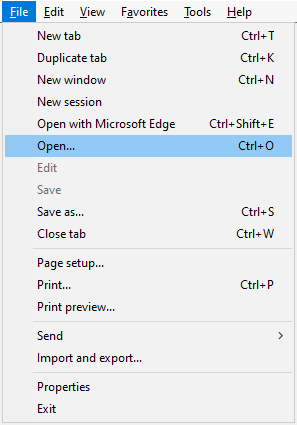 File Edit View Favorites Tools Help
New tab Ctrl+T
Duplicate tab Ctrl+K
New window Ctrl+N
New session
Open with Microsoft Edge Ctrl+Shift+E
Open... Ctrl+O
Edit
Save
Save as... Ctrl+S
Close tab Ctrl+W
Page setup...
Print... Ctrl+P
Print preview...
Send
Import and export...
Properties
Exit